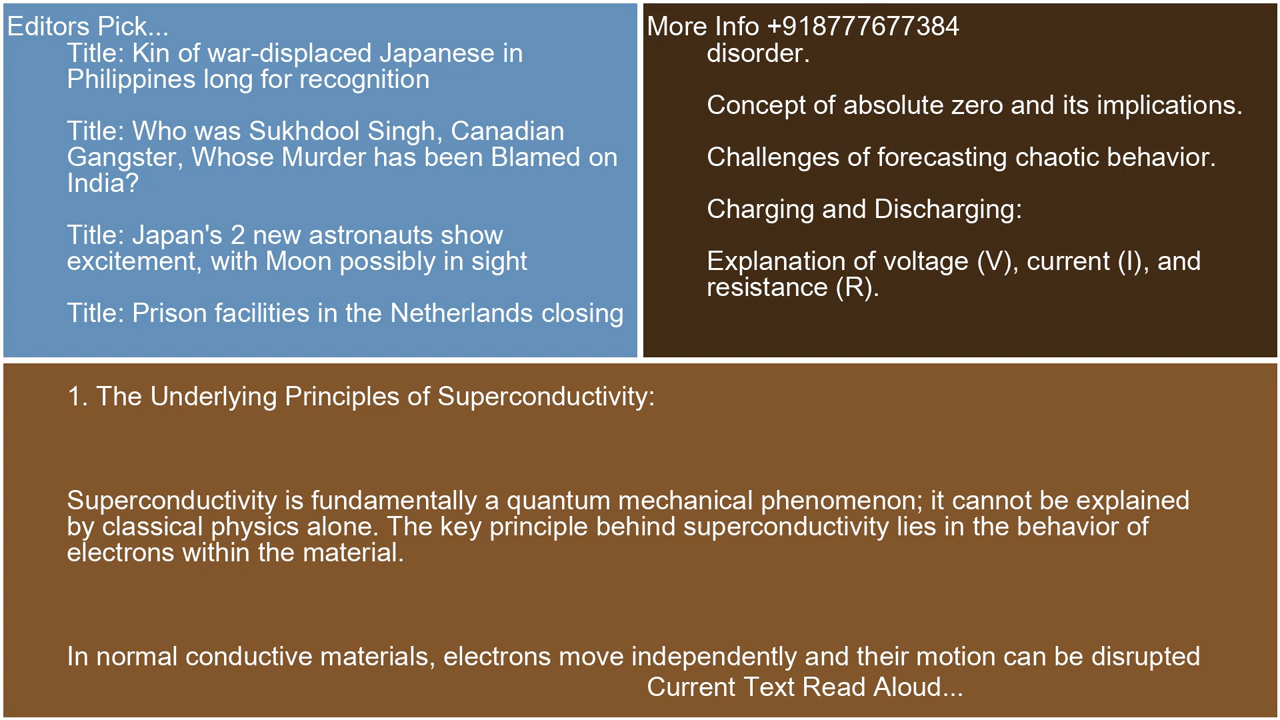 Editors Pick...
Title: Kin of war-displaced Japanese in
Philippines long for recognition
Title: Who was Sukhdool Singh, Canadian
Gangster, Whose Murder has been Blamed on
India?
Title: Japan's 2 new astronauts show
excitement, with Moon possibly in sight
Title: Prison facilities in the Netherlands closing
More Info +918777677384
disorder.
Concept of absolute zero and its implications.
Challenges of forecasting chaotic behavior.
Charging and Discharging:
Explanation of voltage (V), current (I), and
resistance (R).
1. The Underlying Principles of Superconductivity:
Superconductivity is fundamentally a quantum mechanical phenomenon; it cannot be explained
by classical physics alone. The key principle behind superconductivity lies in the behavior of
electrons within the material.
In normal conductive materials, electrons move independently and their motion can be disrupted
Current Text Read Aloud...